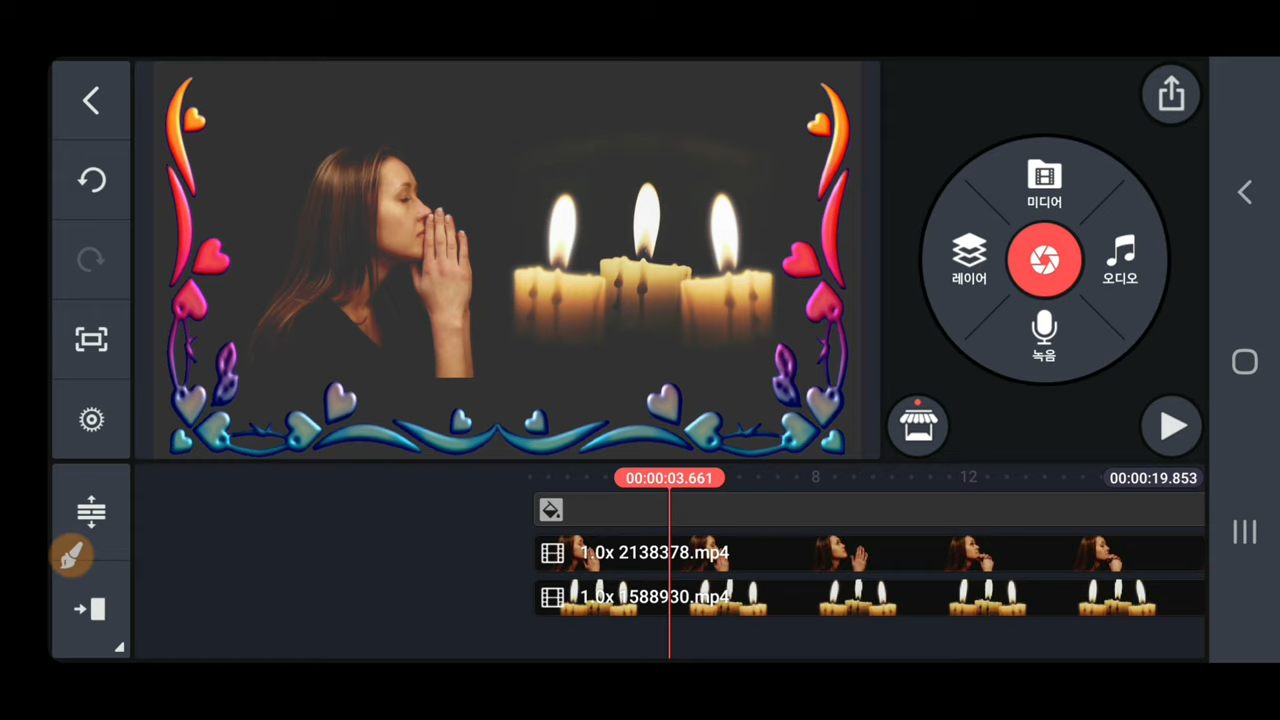 미디어
레이어
오디오
녹음
00:00:03.661
8
12
00:00:19.853
1.0x 2138378.mp4
1.0x 1588930.mp4